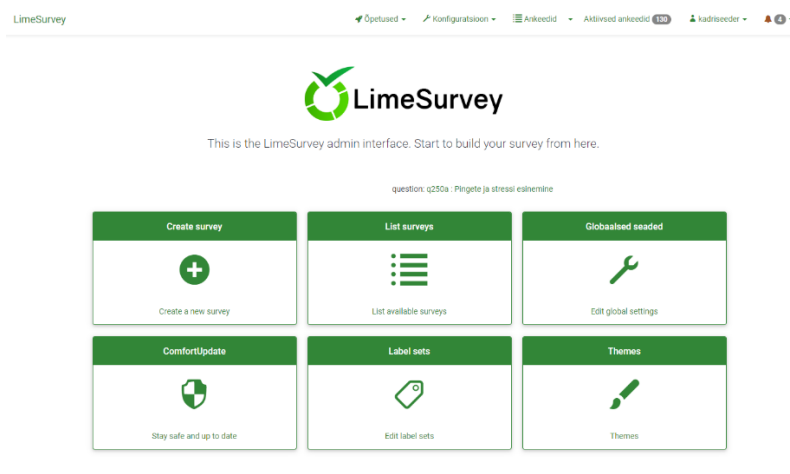 LimeSurvey
Õpetused
Konfiguratsioon
Ankeedid
Aktiivsed ankeedid 130
kadriseeder
4
LimeSurvey
This is the LimeSurvey admin interface. Start to build your survey from here.
question: q250a : Pingete ja stressi esinemine
Create survey
List surveys
Globaalsed seaded
Create a new survey
List available surveys
Edit global settings
ComfortUpdate
Label sets
Themes
Stay safe and up to date
Edit label sets
Themes